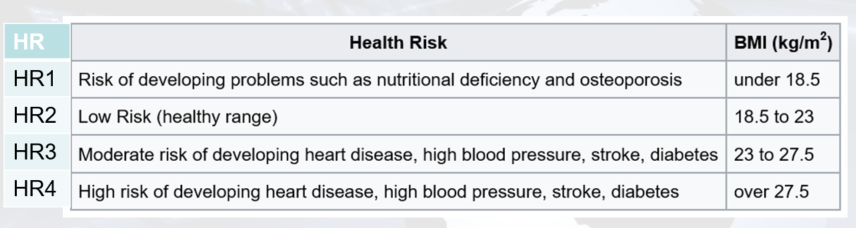 HR Health Risk BMI (kg/m²)
HR1 Risk of developing problems such as nutritional deficiency and osteoporosis under 18.5
HR2 Low Risk (healthy range) 18.5 to 23
HR3 Moderate risk of developing heart disease, high blood pressure, stroke, diabetes 23 to 27.5
HR4 High risk of developing heart disease, high blood pressure, stroke, diabetes over 27.5